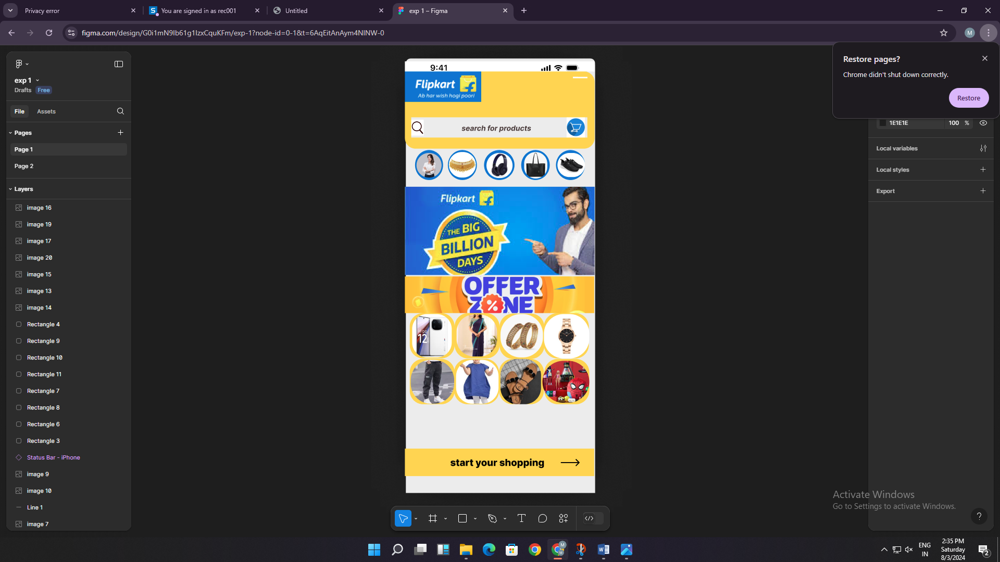 Privacy error
You are signed in as rec001
Untitled
exp 1 – Figma
figma.com/design/G0i1mN9Ib61g1IzxCquKFm/exp-1?node-id=0-1&t=6AqEitAnAym4NINW-0
M
Restore pages?
Chrome didn't shut down correctly.
Restore
exp 1
Drafts Free
File Assets
Pages
Page 1
Page 2
Layers
image 16
image 19
image 17
image 20
image 15
image 13
image 14
Rectangle 4
Rectangle 9
Rectangle 10
Rectangle 11
Rectangle 7
Rectangle 8
Rectangle 6
Rectangle 3
Status Bar - iPhone
image 9
image 10
Line 1
image 7
9:41
Flipkart
Ab har wish hogi poori
search for products
Flipkart
THE BIG
BILLION
DAYS
OFFER
ZONE
%
12
start your shopping
1E1E1E 100 %
Local variables
Local styles
Export
Activate Windows
Go to Settings to activate Windows.
?
ENG
IN
2:35 PM
Saturday
8/3/2024
2